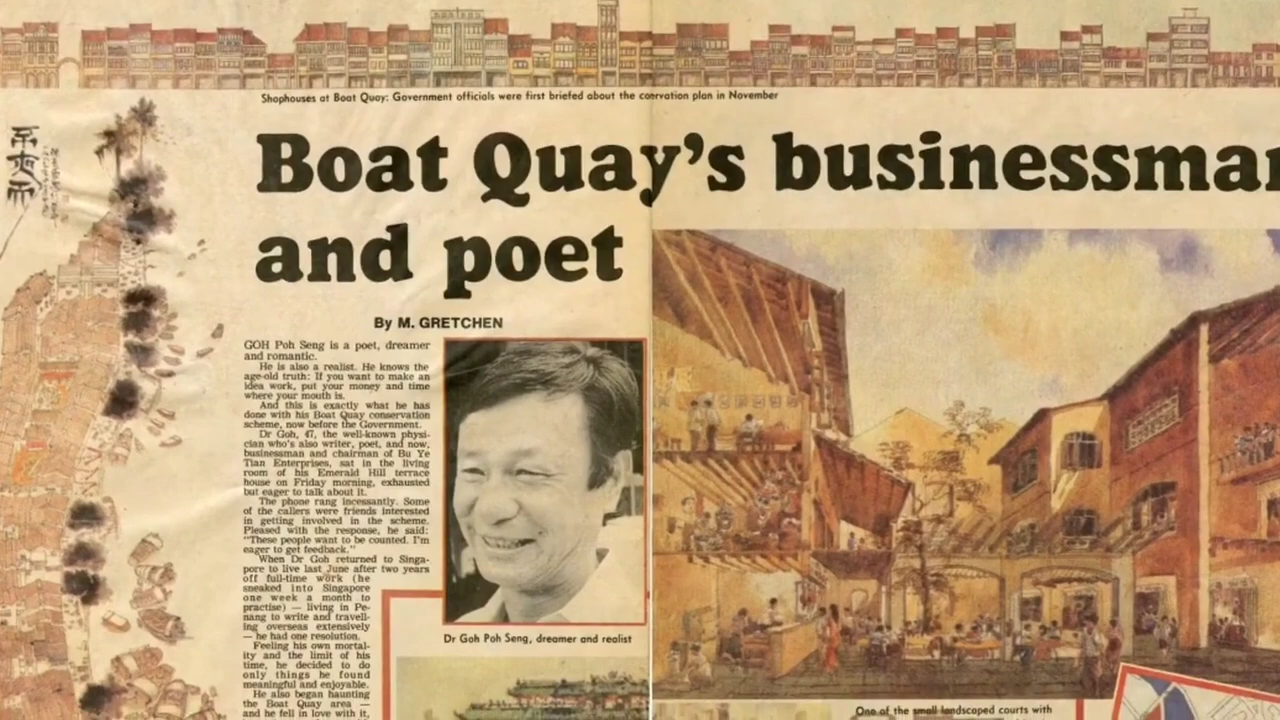 Shophouses at Boat Quay: Government officials were first briefed about the conrvation plan in November
Boat Quay's businessman
and poet
By M. GRETCHEN
GOH Poh Seng is a poet, dreamer
and romantic.
He is also a realist. He knows the
age-old truth: If you want to make an
idea work, put your money and time
where your mouth is.
And this is exactly what he has
done with his Boat Quay conservation
scheme, now before the Government.
Dr Goh, 47, the well-known physi-
cian who's also writer, poet, and now,
businessman and chairman of Bu Ye
Tian Enterprises, sat in the living
room of his Emerald Hill terrace
house on Friday morning, exhausted
but eager to talk about it.
The phone rang incessantly. Some
of the callers were friends interested
in getting involved in the scheme.
Pleased with the response, he said:
"These people want to be counted. I'm
eager to get feedback."
When Dr Goh returned to Singa-
pore to live last June after two years
off full-time work (he
sneaked into Singapore
one week a month to
practise) — living in Pe-
nang to write and travell-
ing overseas extensively
— he had one resolution.
Feeling his own mortal-
ity and the limit of his
time, he decided to do
only things he found
meaningful and enjoyable.
He also began haunting
the Boat Quay area —
and he fell in love with it,
Dr Goh Poh Seng, dreamer and realist
One of the small landscaped courts with
不夜天